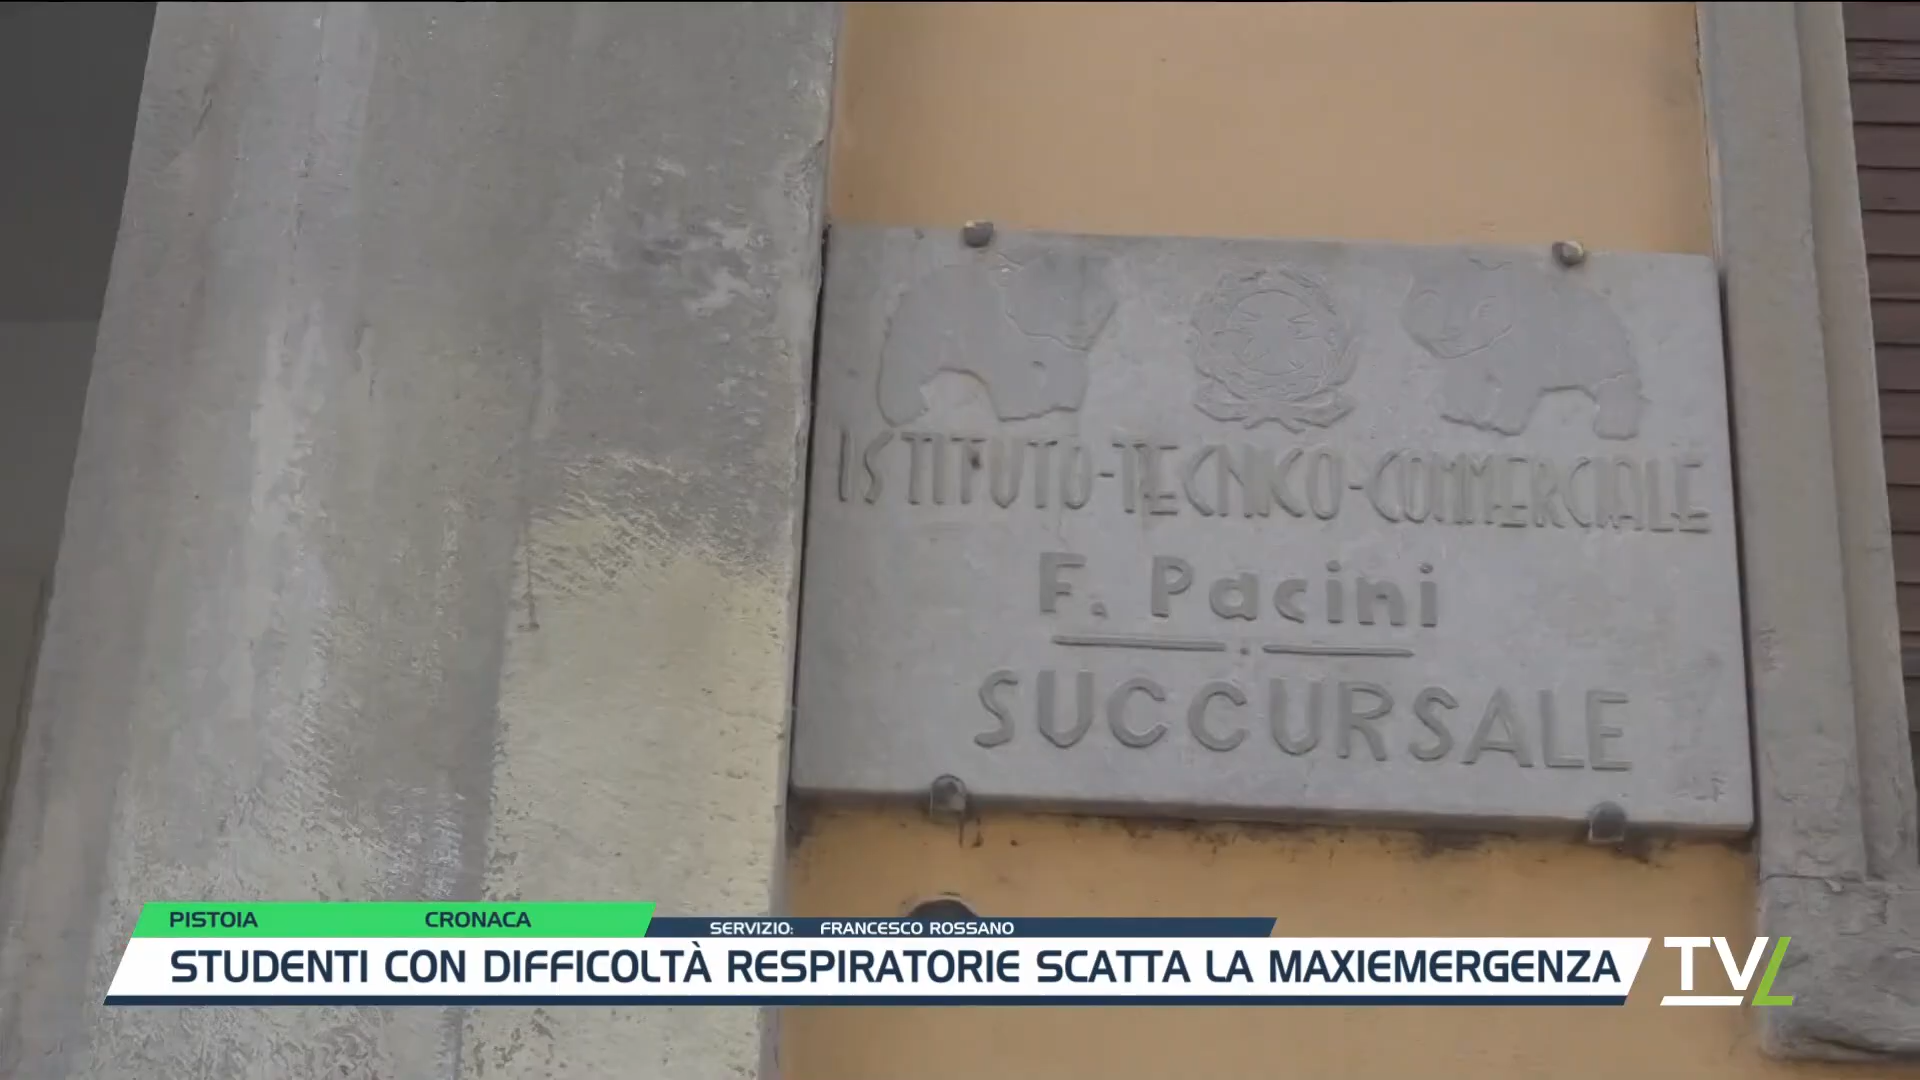 ISTITUTO-TECNICO-COMMERCIALE
F. Pacini
SUCCURSALE
PISTOIA CRONACA
SERVIZIO: FRANCESCO ROSSANO
STUDENTI CON DIFFICOLTÀ RESPIRATORIE SCATTA LA MAXIEMERGENZA
TVL